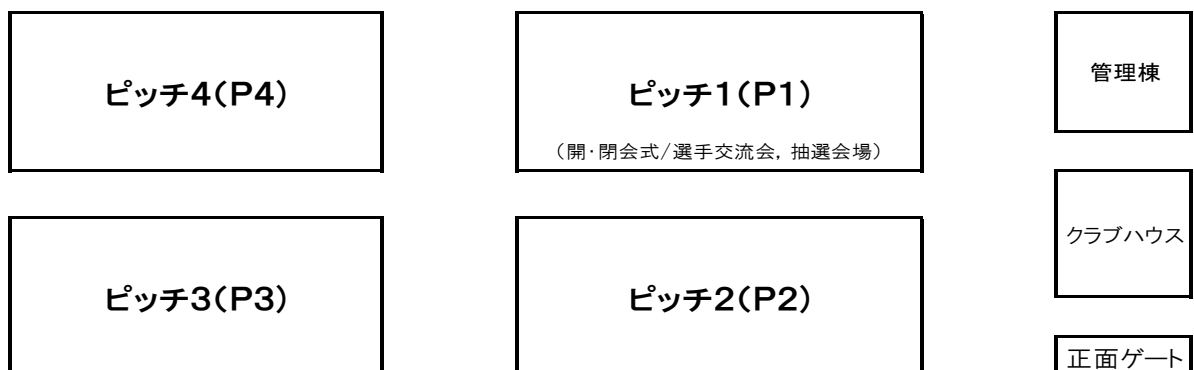 ピッチ4(P4)
ピッチ1(P1)
(開・閉会式/選手交流会, 抽選会場)
管理棟
クラブハウス
ピッチ3(P3)
ピッチ2(P2)
正面ゲート